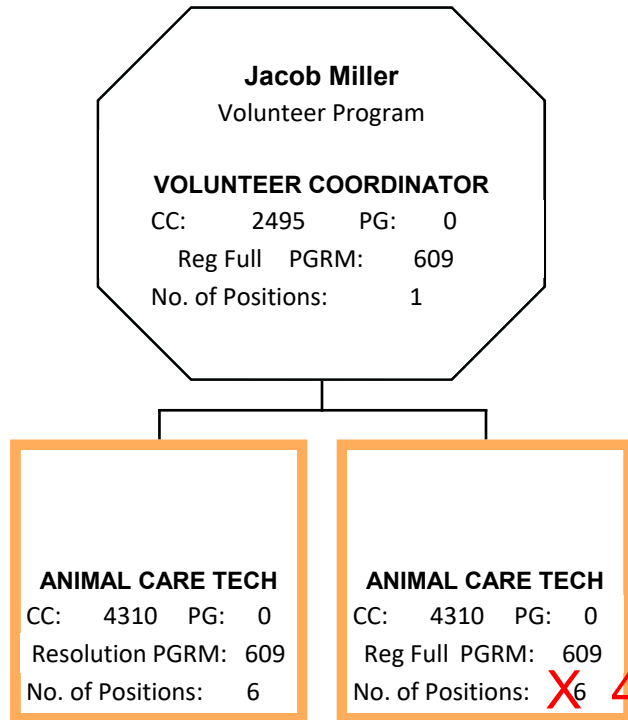 Jacob Miller
Volunteer Program
VOLUNTEER COORDINATOR
CC: 2495 PG: 0
Reg Full PGRM: 609
No. of Positions: 1
ANIMAL CARE TECH
CC: 4310 PG: 0
Resolution PGRM: 609
No. of Positions: 6
ANIMAL CARE TECH
CC: 4310 PG: 0
Reg Full PGRM: 609
No. of Positions: X 6 4